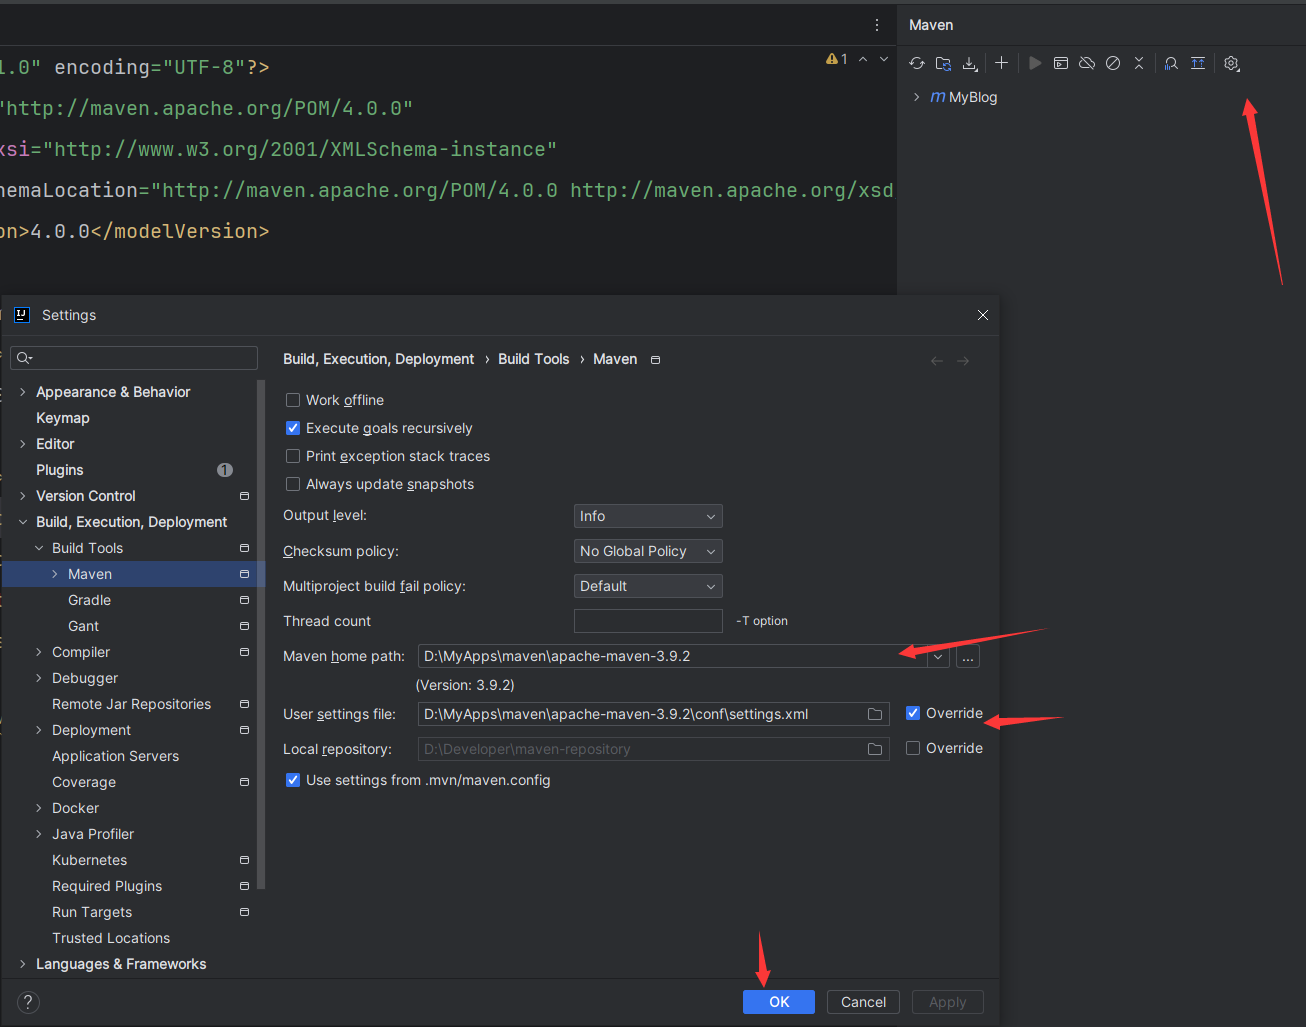 Maven
1.0" encoding="UTF-8"?>
1
"http://maven.apache.org/POM/4.0.0"
m MyBlog
xsi="http://www.w3.org/2001/XMLSchema-instance"
hemaLocation="http://maven.apache.org/POM/4.0.0 http://maven.apache.org/xsd
on>4.0.0</modelVersion>
IJ
Settings
Appearance & Behavior
Keymap
Editor
Plugins 1
Version Control
Build, Execution, Deployment
Build Tools
Maven
Gradle
Gant
Compiler
Debugger
Remote Jar Repositories
Deployment
Application Servers
Coverage
Docker
Java Profiler
Kubernetes
Required Plugins
Run Targets
Trusted Locations
Languages & Frameworks
?
Build, Execution, Deployment › Build Tools › Maven
Work offline
Execute goals recursively
Print exception stack traces
Always update snapshots
Output level: Info
Checksum policy: No Global Policy
Multiproject build fail policy: Default
Thread count -T option
Maven home path: D:\MyApps\maven\apache-maven-3.9.2 ...
(Version: 3.9.2)
User settings file: D:\MyApps\maven\apache-maven-3.9.2\conf\settings.xml Override
Local repository: D:\Developer\maven-repository Override
Use settings from .mvn/maven.config
OK Cancel Apply